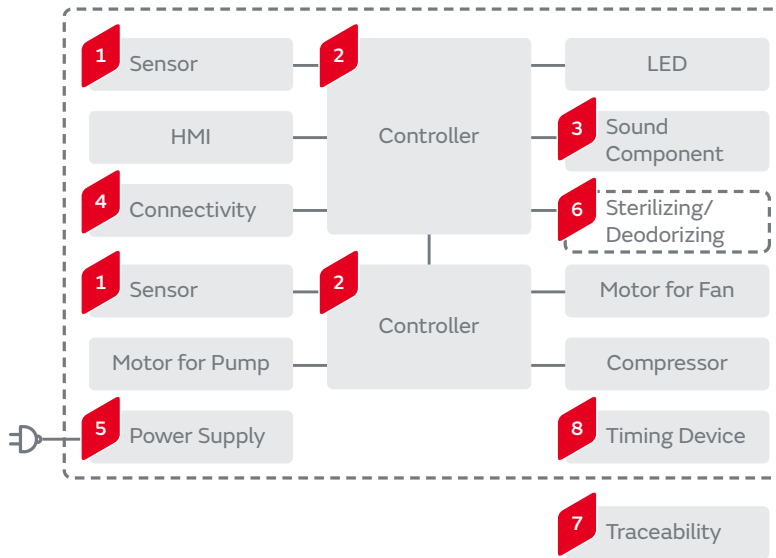 1
Sensor
2
Controller
LED
HMI
3
Sound
Component
4
Connectivity
6
Sterilizing/
Deodorizing
1
Sensor
2
Controller
Motor for Fan
Motor for Pump
Compressor
5
Power Supply
8
Timing Device
7
Traceability